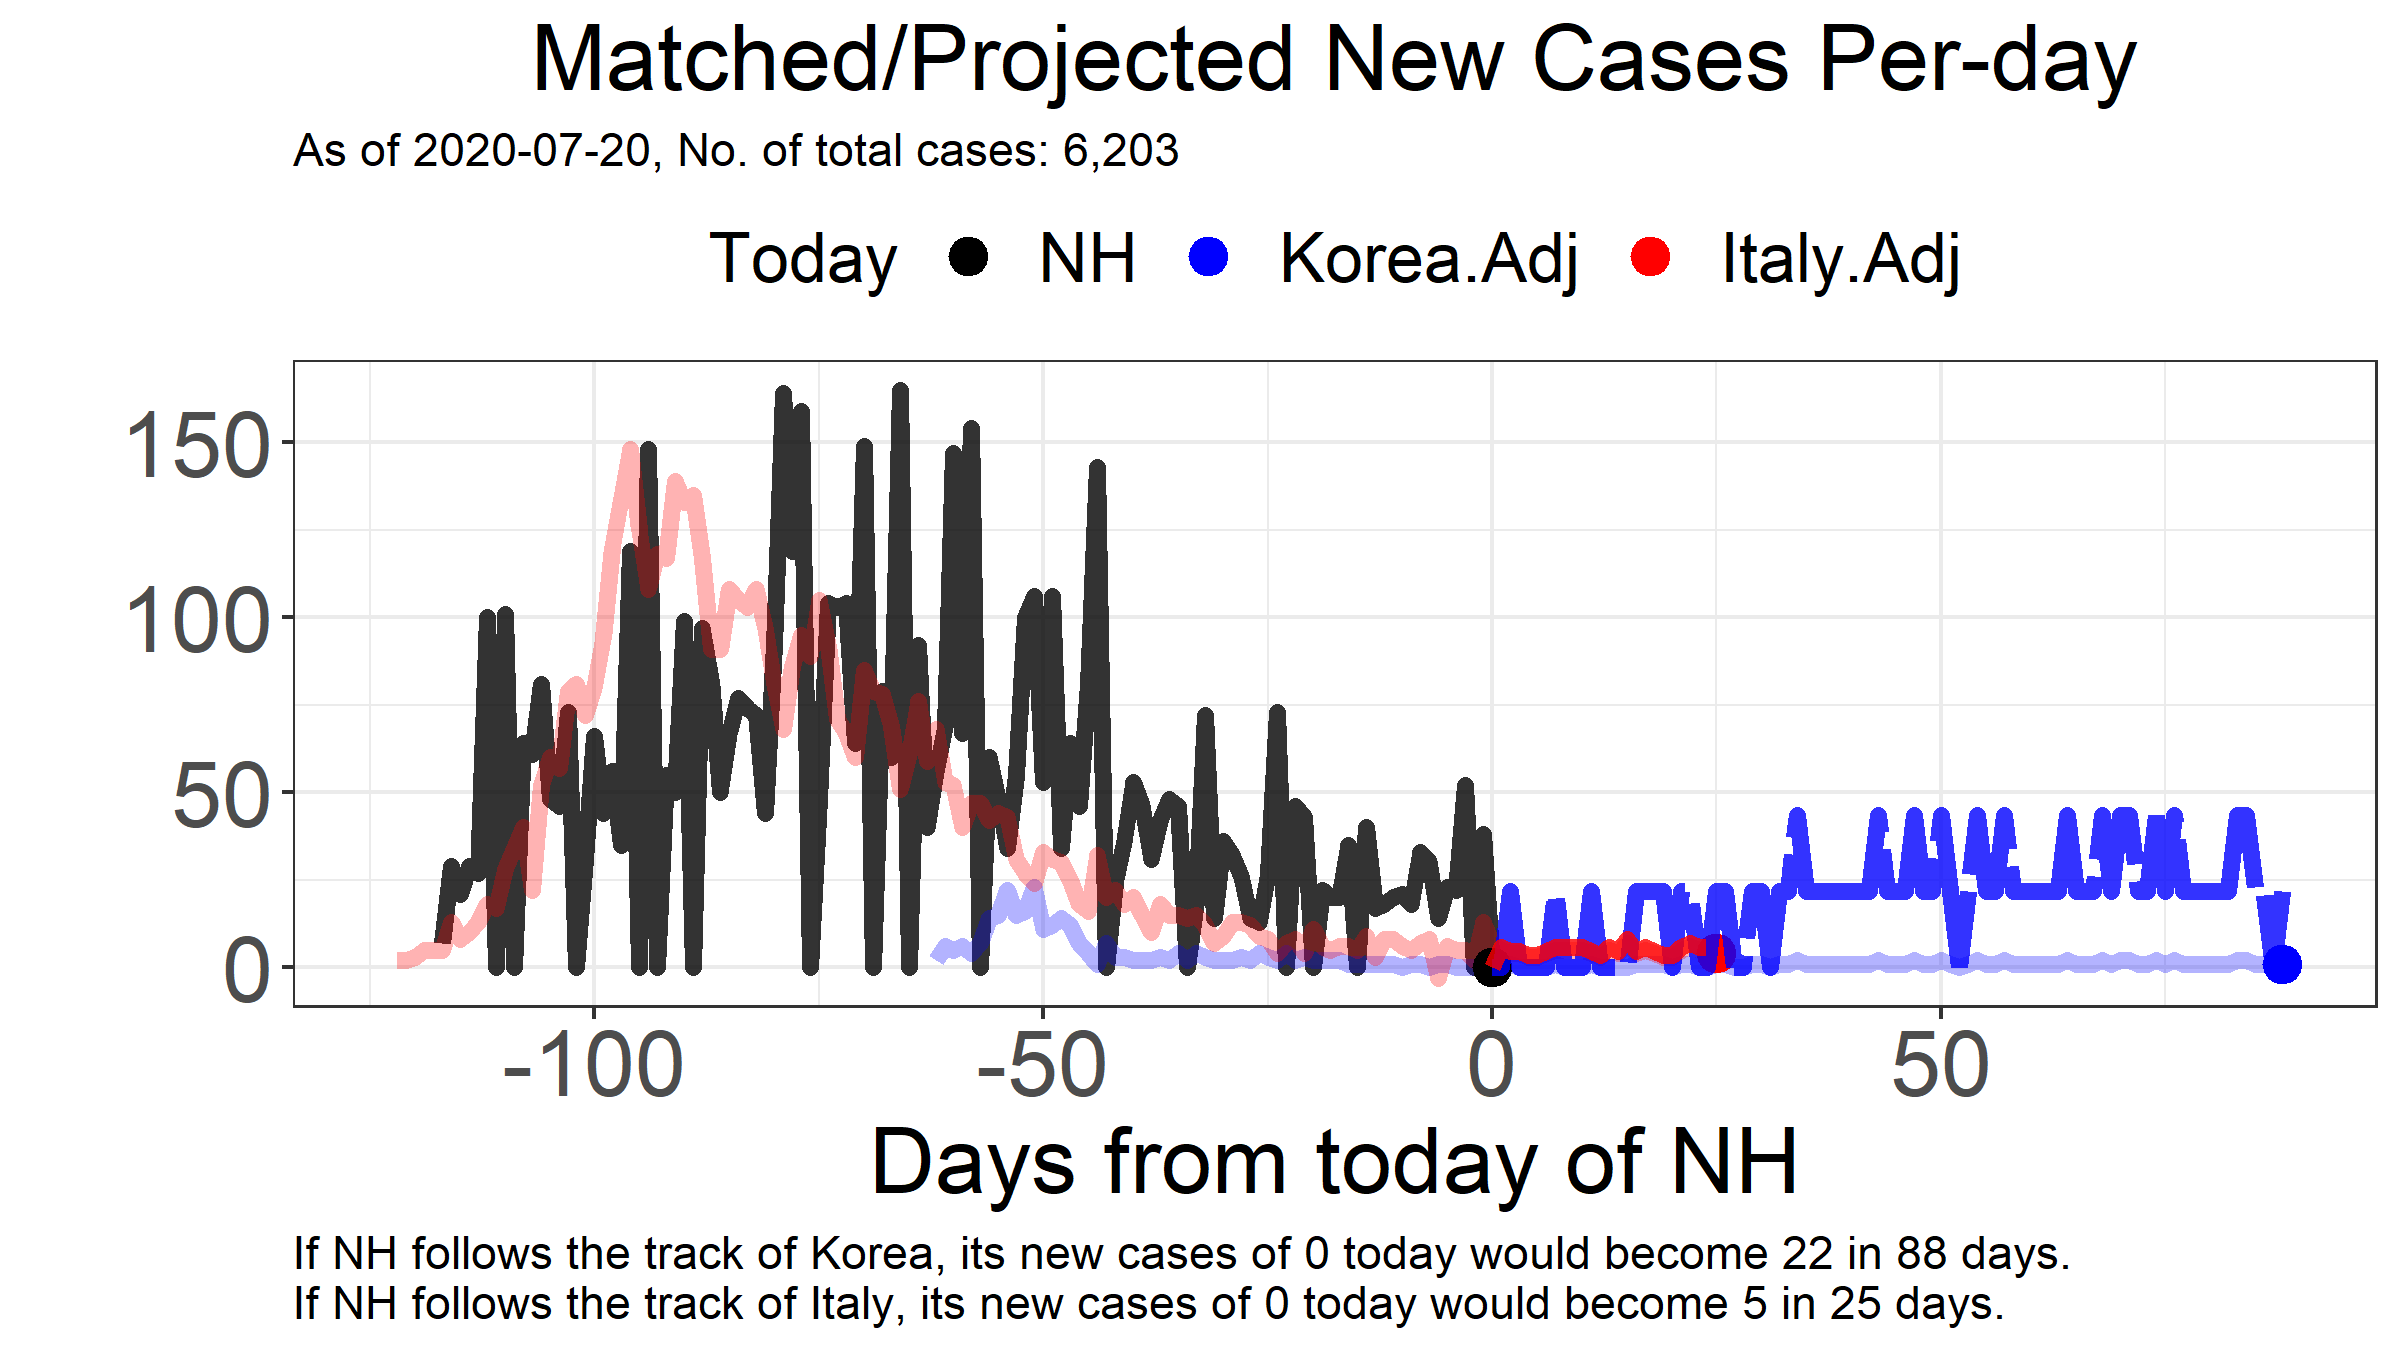 Matched/Projected New Cases Per-day
As of 2020-07-20, No. of total cases: 6,203
Today NH Korea.Adj Italy.Adj
150
100
50
0
-100 -50 0 50
Days from today of NH
If NH follows the track of Korea, its new cases of 0 today would become 22 in 88 days.
If NH follows the track of Italy, its new cases of 0 today would become 5 in 25 days.